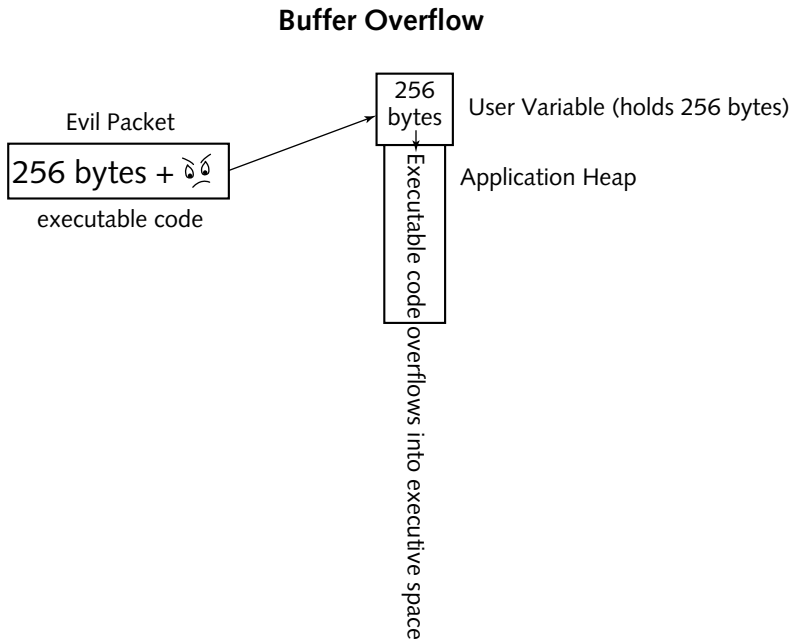 Buffer Overflow
Evil Packet
256 bytes +
executable code
256
bytes
User Variable (holds 256 bytes)
Application Heap
Executable code overflows into executive space